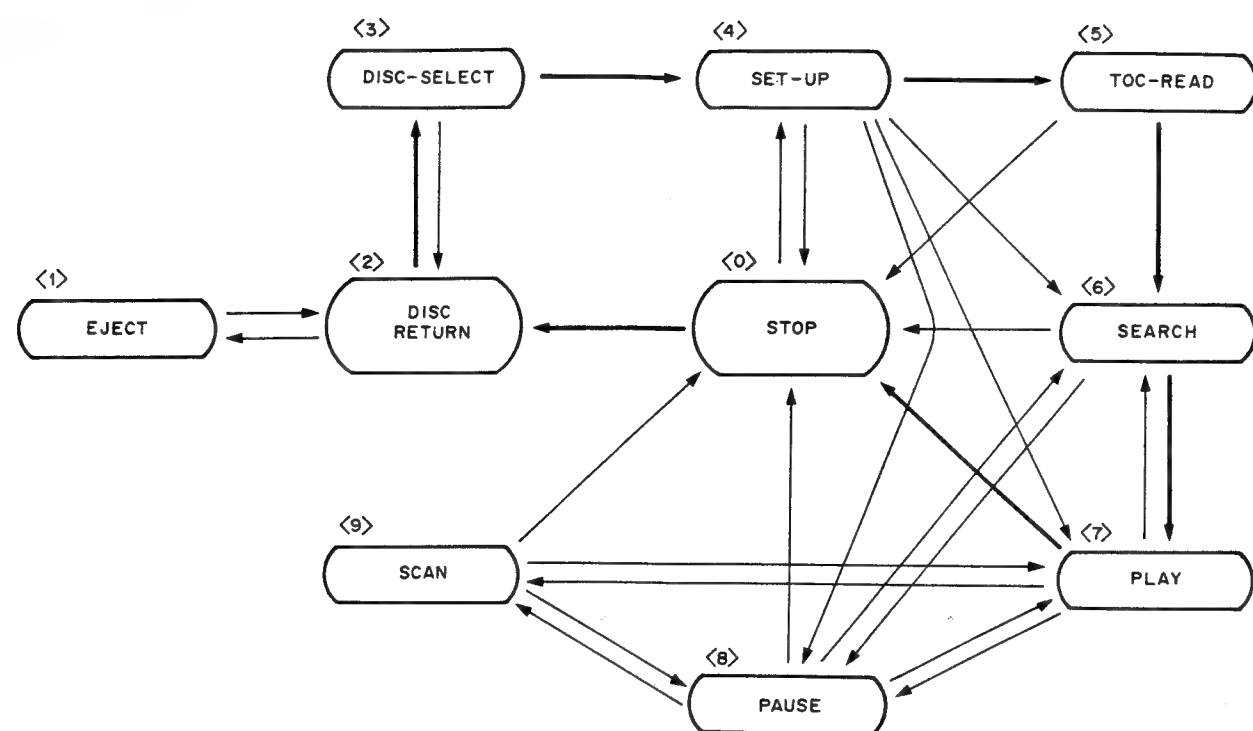 <3>
DISC-SELECT
<4>
SET-UP
<5>
TOC-READ
<1>
EJECT
<2>
DISC
RETURN
<0>
STOP
<6>
SEARCH
<9>
SCAN
<7>
PLAY
<8>
PAUSE